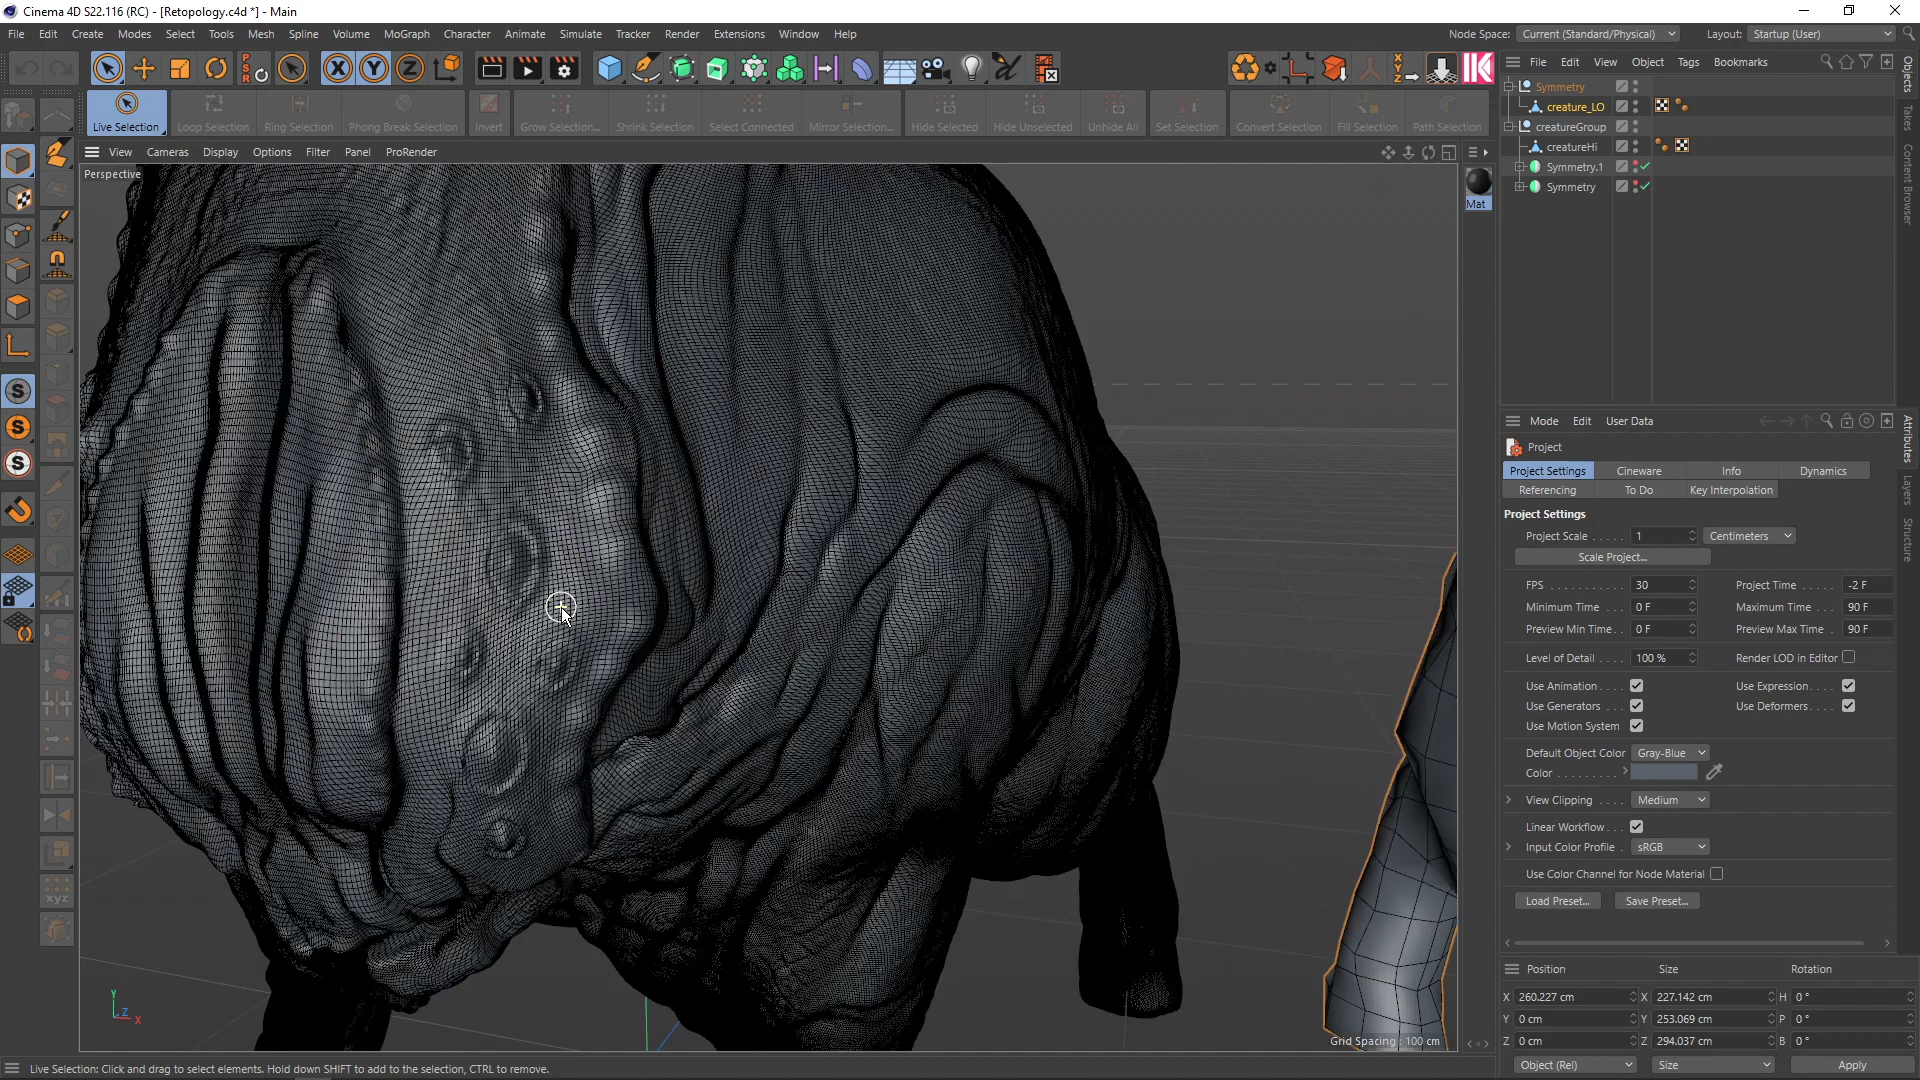 Cinema 4D S22.116 (RC) - [Retopology.c4d *] - Main
File Edit Create Modes Select Tools Mesh Spline Volume MoGraph Character Animate Simulate Tracker Render Extensions Window Help
Node Space: Current (Standard/Physical) Layout: Startup (User)
PSR X Y Z
Live Selection Loop Selection Ring Selection Phong Break Selection Invert Grow Selection... Shrink Selection Select Connected Mirror Selection... Hide Selected Hide Unselected Unhide All Set Selection Convert Selection Fill Selection Path Selection
View Cameras Display Options Filter Panel ProRender
Perspective
Mat
File Edit View Object Tags Bookmarks
Symmetry
creature_LO
creatureGroup
creatureHi
Symmetry.1
Symmetry
Objects
Takes
Content Browser
Mode Edit User Data
Project
Project Settings Cineware Info Dynamics
Referencing To Do Key Interpolation
Project Settings
Project Scale ..... 1 Centimeters
Scale Project...
FPS ............ 30 Project Time ..... -2 F
Minimum Time ... 0 F Maximum Time ... 90 F
Preview Min Time. . 0 F Preview Max Time . 90 F
Level of Detail .... 100 % Render LOD in Editor
Use Animation.... Use Expression....
Use Generators ... Use Deformers....
Use Motion System
Default Object Color Gray-Blue
Color .........
View Clipping .... Medium
Linear Workflow...
Input Color Profile . sRGB
Use Color Channel for Node Material
Load Preset... Save Preset...
Attributes
Layers
Structure
Position Size Rotation
X 260.227 cm X 227.142 cm H 0 °
Y 0 cm Y 253.069 cm P 0 °
Z 0 cm Z 294.037 cm B 0 °
Object (Rel) Size Apply
Y
Z
X
Grid Spacing : 100 cm
Live Selection: Click and drag to select elements. Hold down SHIFT to add to the selection, CTRL to remove.